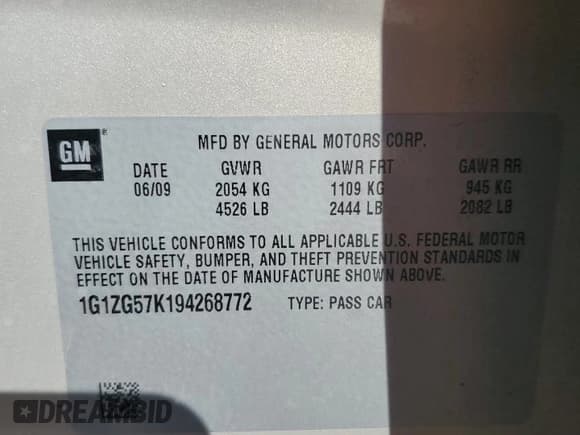 GM ®
MFD BY GENERAL MOTORS CORP.
DATE GVWR GAWR FRT GAWR RR
06/09 2054 KG 1109 KG 945 KG
4526 LB 2444 LB 2082 LB
THIS VEHICLE CONFORMS TO ALL APPLICABLE U.S. FEDERAL MOTOR
VEHICLE SAFETY, BUMPER, AND THEFT PREVENTION STANDARDS IN
EFFECT ON THE DATE OF MANUFACTURE SHOWN ABOVE.
1G1ZG57K194268772 TYPE: PASS CAR
DREAMBID